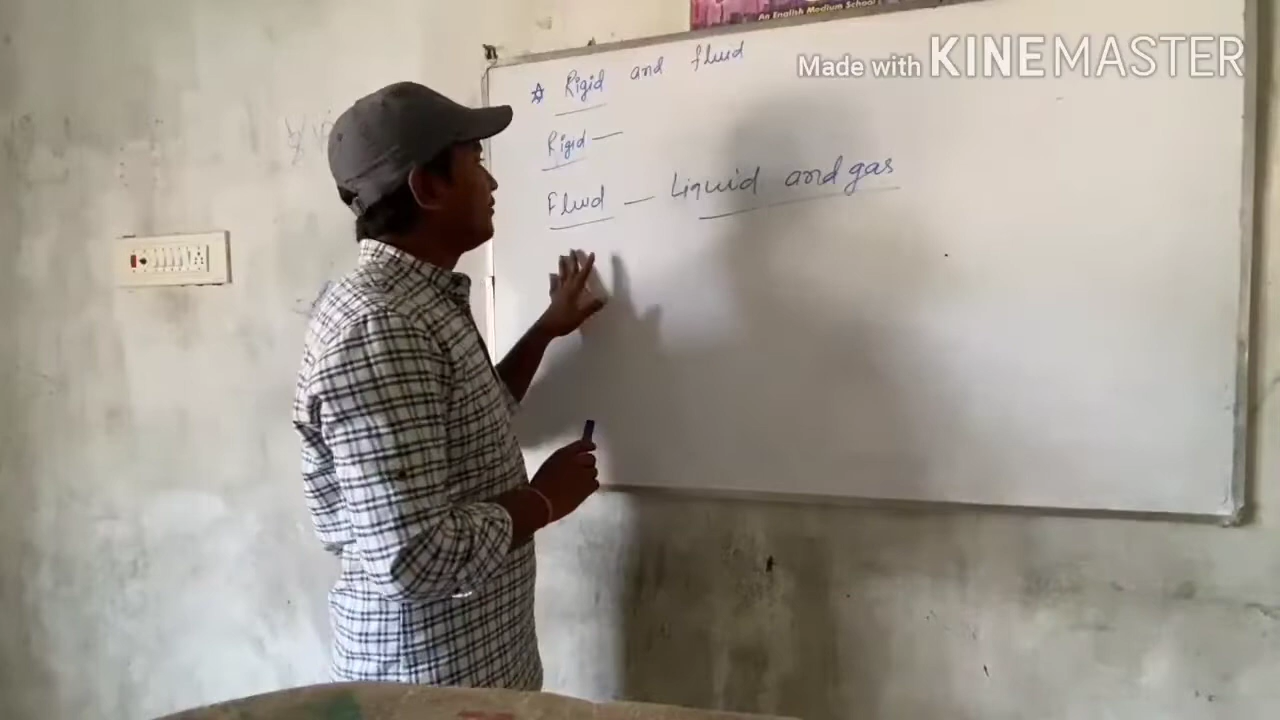 An English Medium School
Made with KINEMASTER
☆ Rigid and fluid
Rigid —
Fluid — Liquid and gas